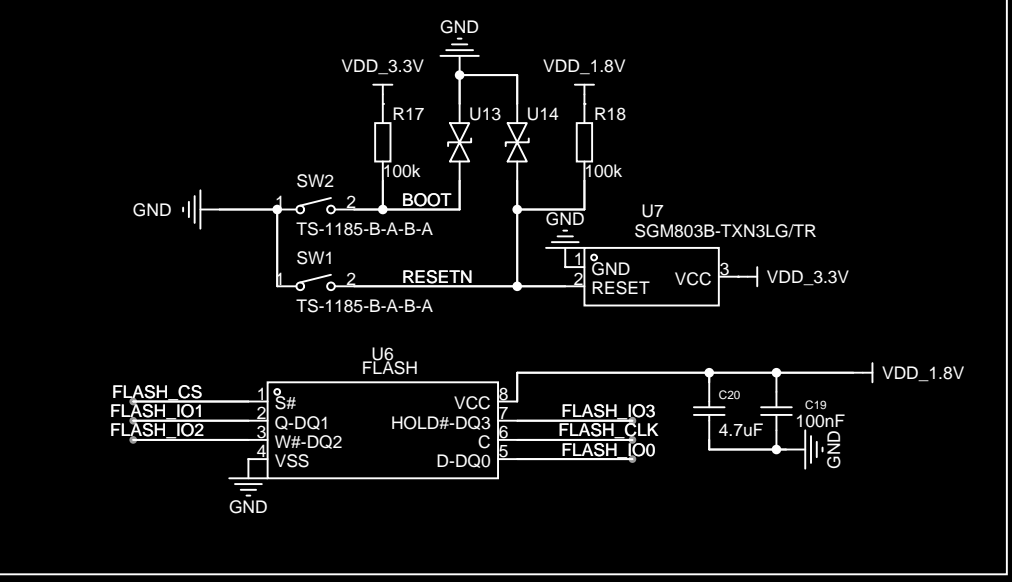 GND
VDD_3.3V
VDD_1.8V
R17
U13
U14
R18
100k
100k
SW2
1
2
BOOT
GND
TS-1185-B-A-B-A
SW1
1
2
RESETN
TS-1185-B-A-B-A
GND
U7
SGM803B-TXN3LG/TR
1
GND
2
RESET
VCC
3
VDD_3.3V
U6
FLASH
FLASH_CS
1
S#
FLASH_IO1
2
Q-DQ1
FLASH_IO2
3
W#-DQ2
4
VSS
GND
VCC
8
HOLD#-DQ3
7
FLASH_IO3
C
6
FLASH_CLK
D-DQ0
5
FLASH_IO0
VDD_1.8V
C20
4.7uF
C19
100nF
GND